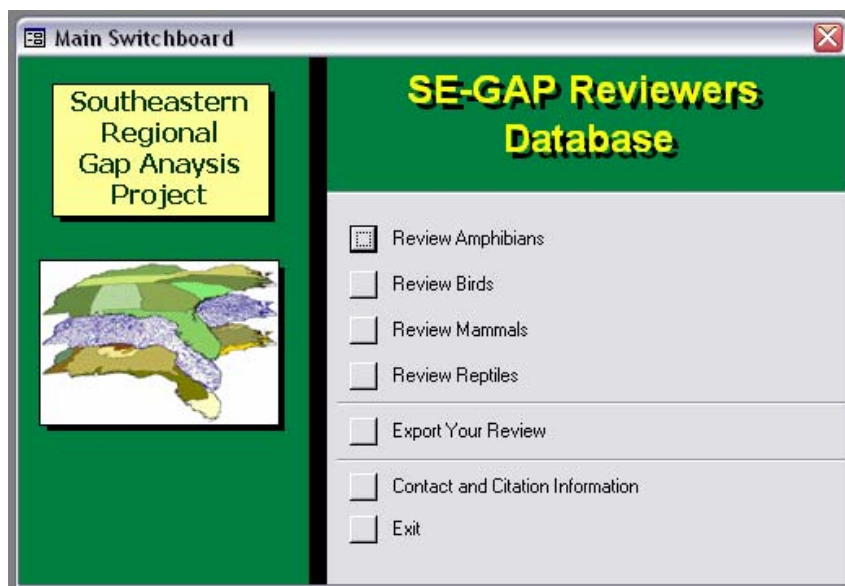 Main Switchboard
Southeastern
Regional
Gap Anaysis
Project
SE-GAP Reviewers
Database
Review Amphibians
Review Birds
Review Mammals
Review Reptiles
Export Your Review
Contact and Citation Information
Exit